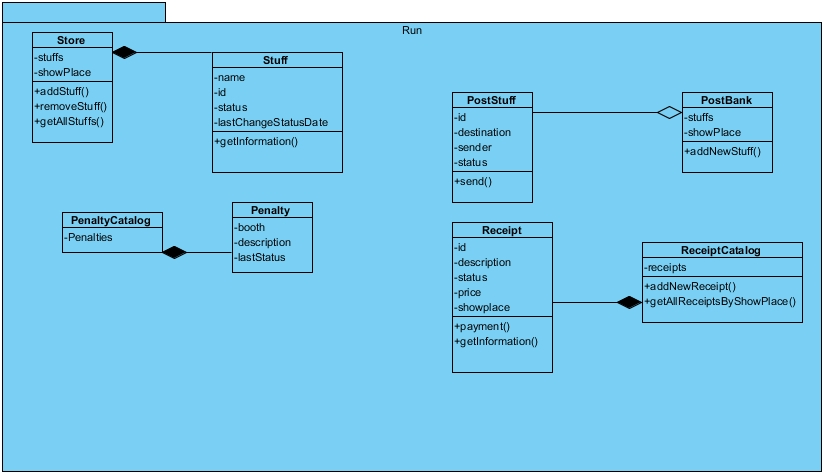 Run
Store
-stuffs
-showPlace
+addStuff()
+removeStuff()
+getAllStuffs()
Stuff
-name
-id
-status
-lastChangeStatusDate
+getInformation()
PostStuff
-id
-destination
-sender
-status
+send()
PostBank
-stuffs
-showPlace
+addNewStuff()
PenaltyCatalog
-Penalties
Penalty
-booth
-description
-lastStatus
Receipt
-id
-description
-status
-price
-showplace
+payment()
+getInformation()
ReceiptCatalog
-receipts
+addNewReceipt()
+getAllReceiptsByShowPlace()